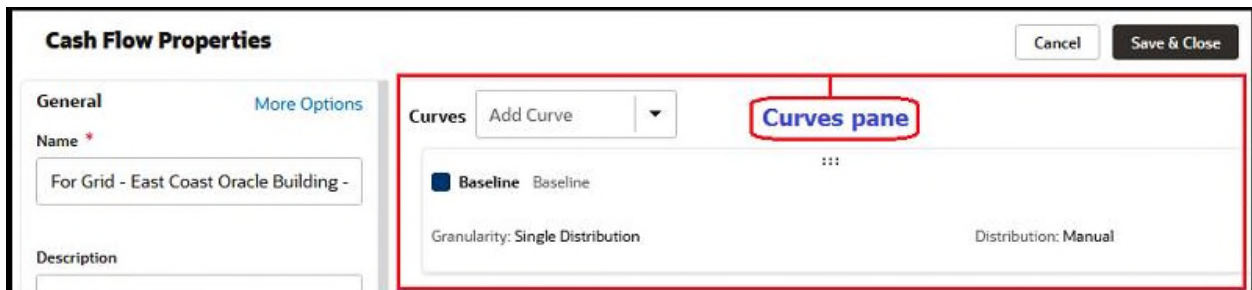 Cash Flow Properties
Cancel
Save & Close
General
More Options
Name *
For Grid - East Coast Oracle Building -
Description
Curves
Add Curve
Curves pane
Baseline Baseline
Granularity: Single Distribution
Distribution: Manual